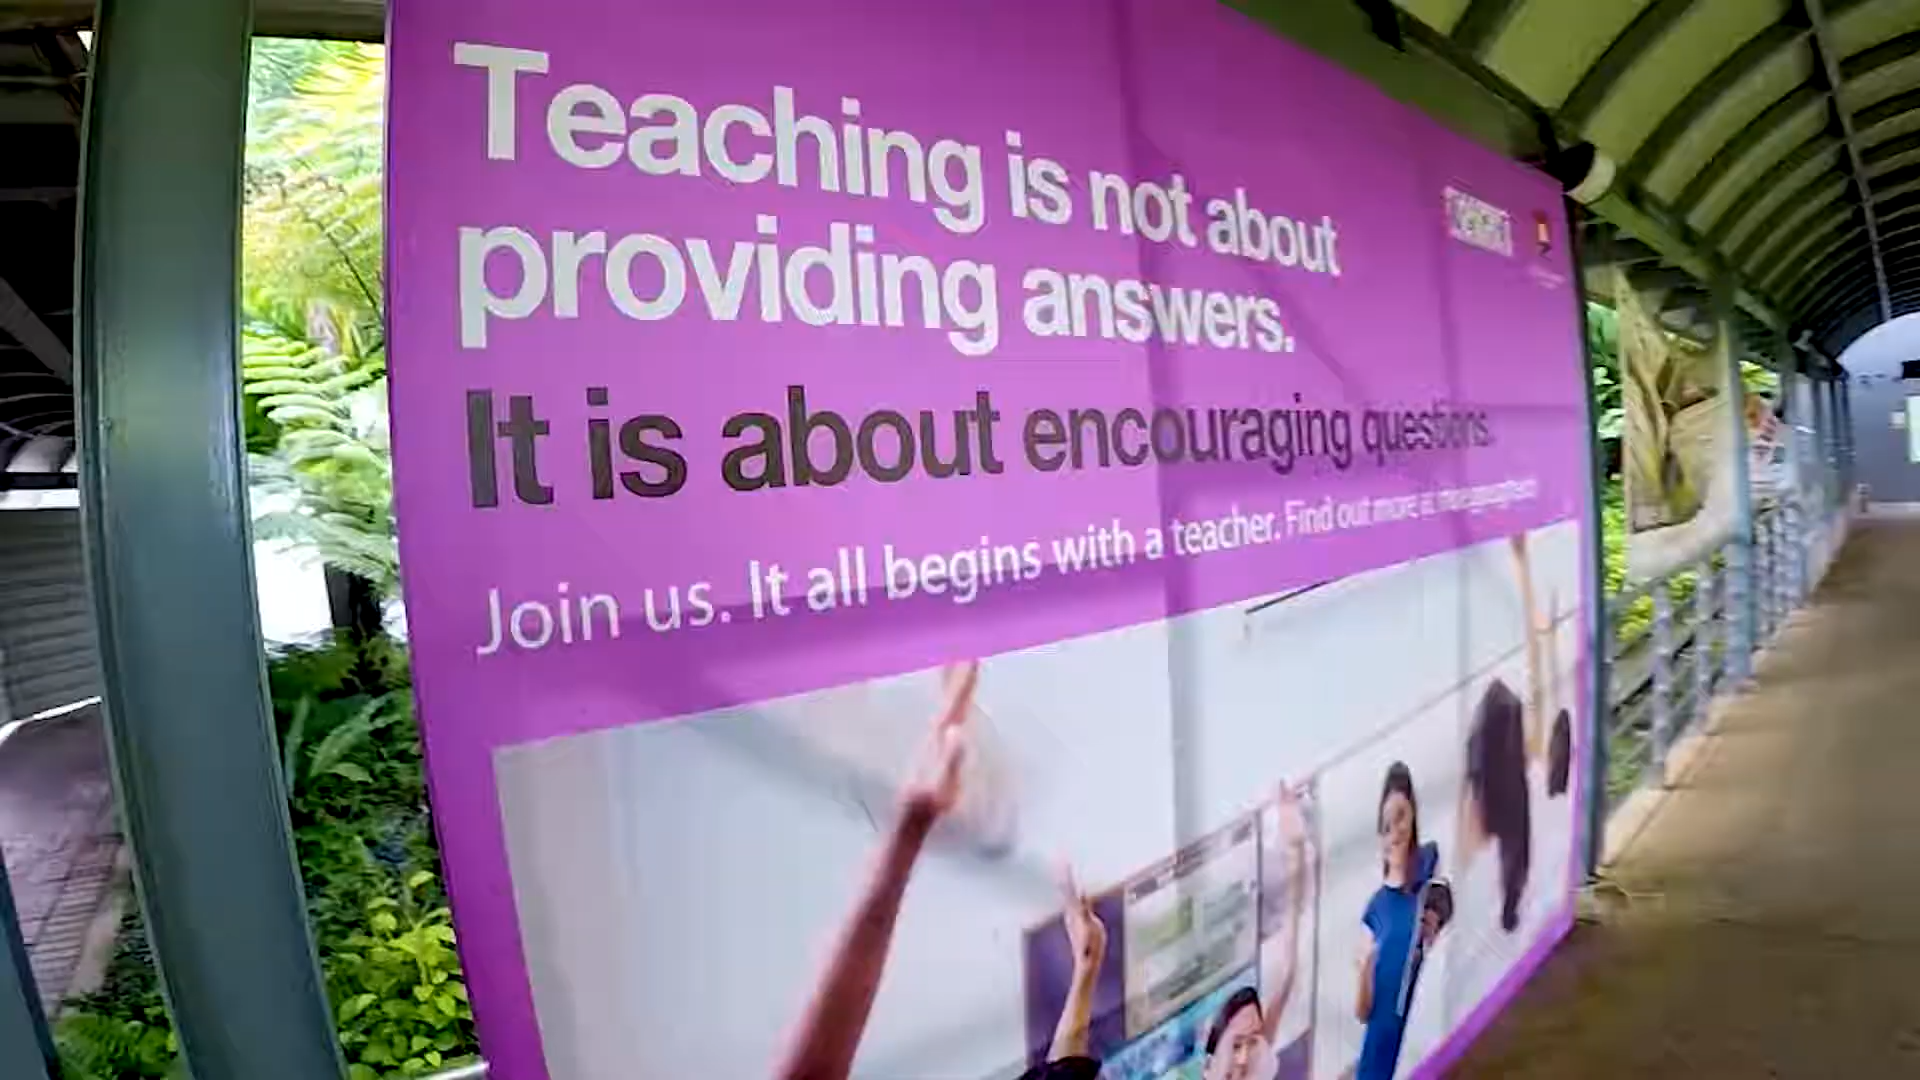 Teaching is not about
providing answers.
It is about encouraging questions.
Join us. It all begins with a teacher. Find out more at